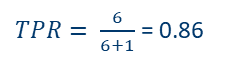 TPR = 6/6+1 = 0.86